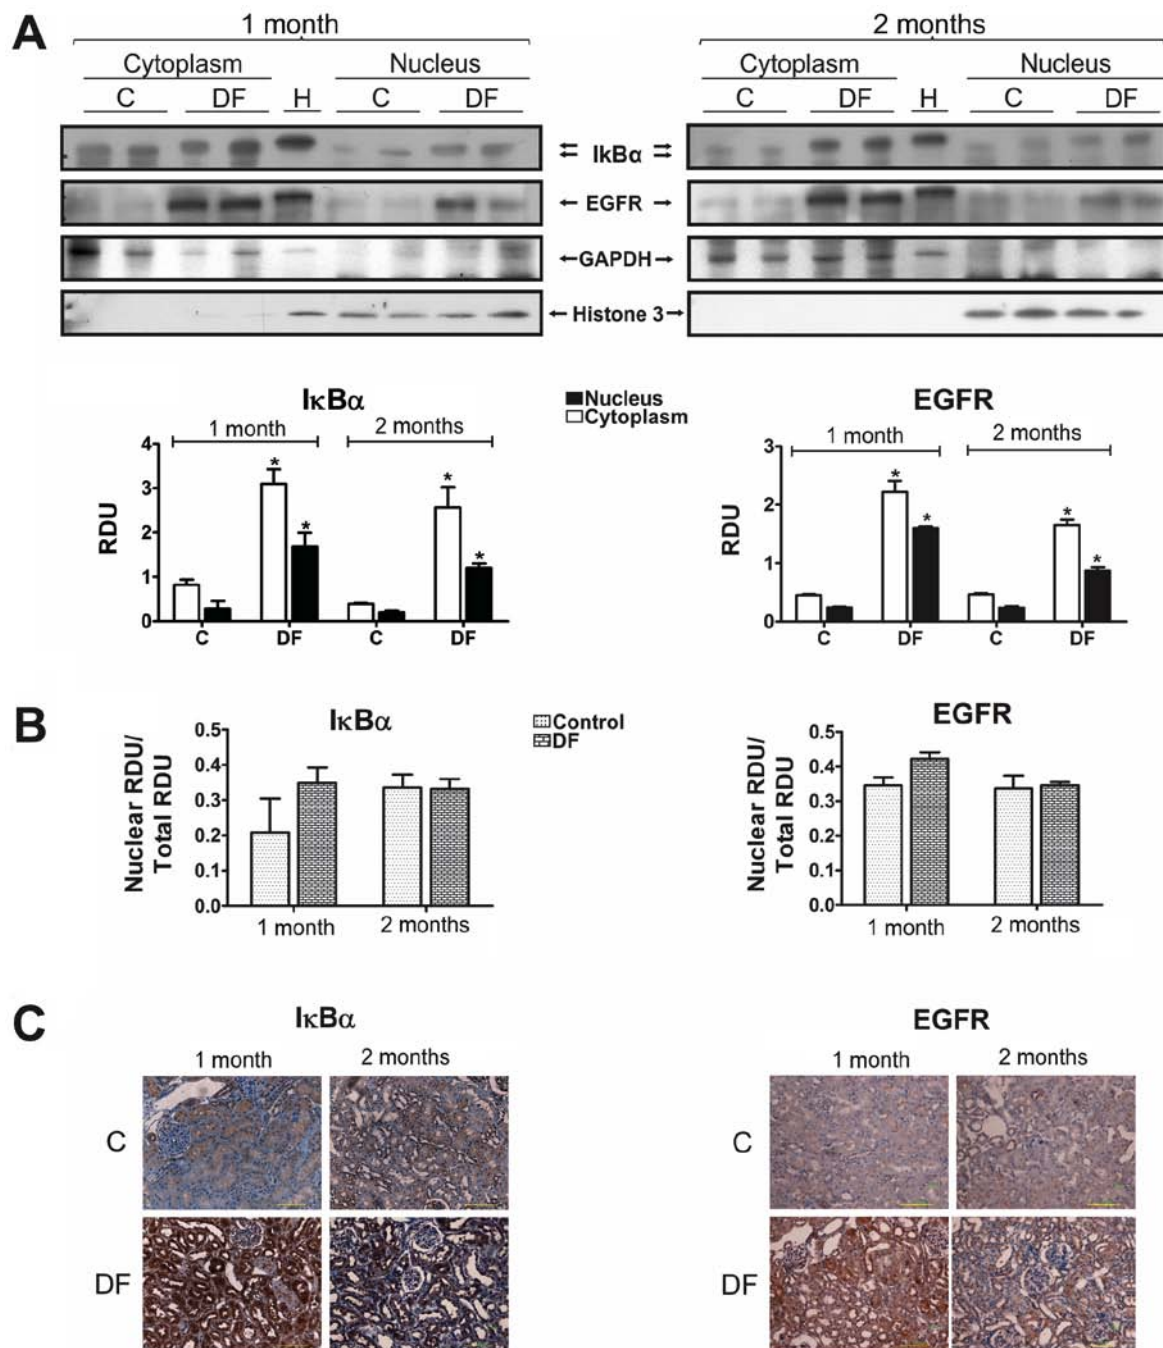 A
1 month
2 months
Cytoplasm
Nucleus
Cytoplasm
Nucleus
C
DF
H
C
DF
C
DF
H
C
DF
IkBα
EGFR
GAPDH
Histone 3
IκBα
Nucleus
Cytoplasm
EGFR
1 month
2 months
1 month
2 months
RDU
4
3
2
1
0
*
*
*
*
C
DF
C
DF
RDU
3
2
1
0
*
*
*
*
C
DF
C
DF
B
IκBα
Control
DF
EGFR
Nuclear RDU/
Total RDU
0.5
0.4
0.3
0.2
0.1
0.0
1 month
2 months
Nuclear RDU/
Total RDU
0.5
0.4
0.3
0.2
0.1
0.0
1 month
2 months
C
IκBα
EGFR
1 month
2 months
1 month
2 months
C
C
DF
DF